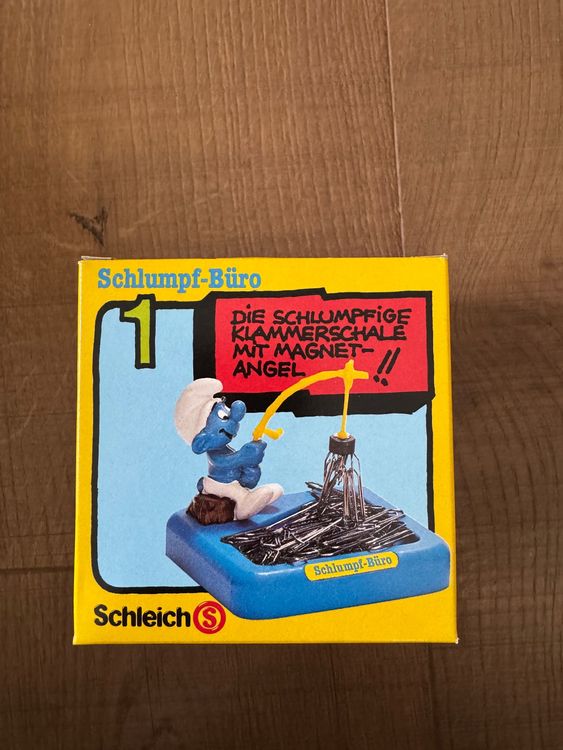 Schlumpf-Büro
1
DIE SCHLUMPFIGE
KLAMMERSCHALE
MIT MAGNET-
ANGEL !!
Schlumpf-Büro
Schleich S